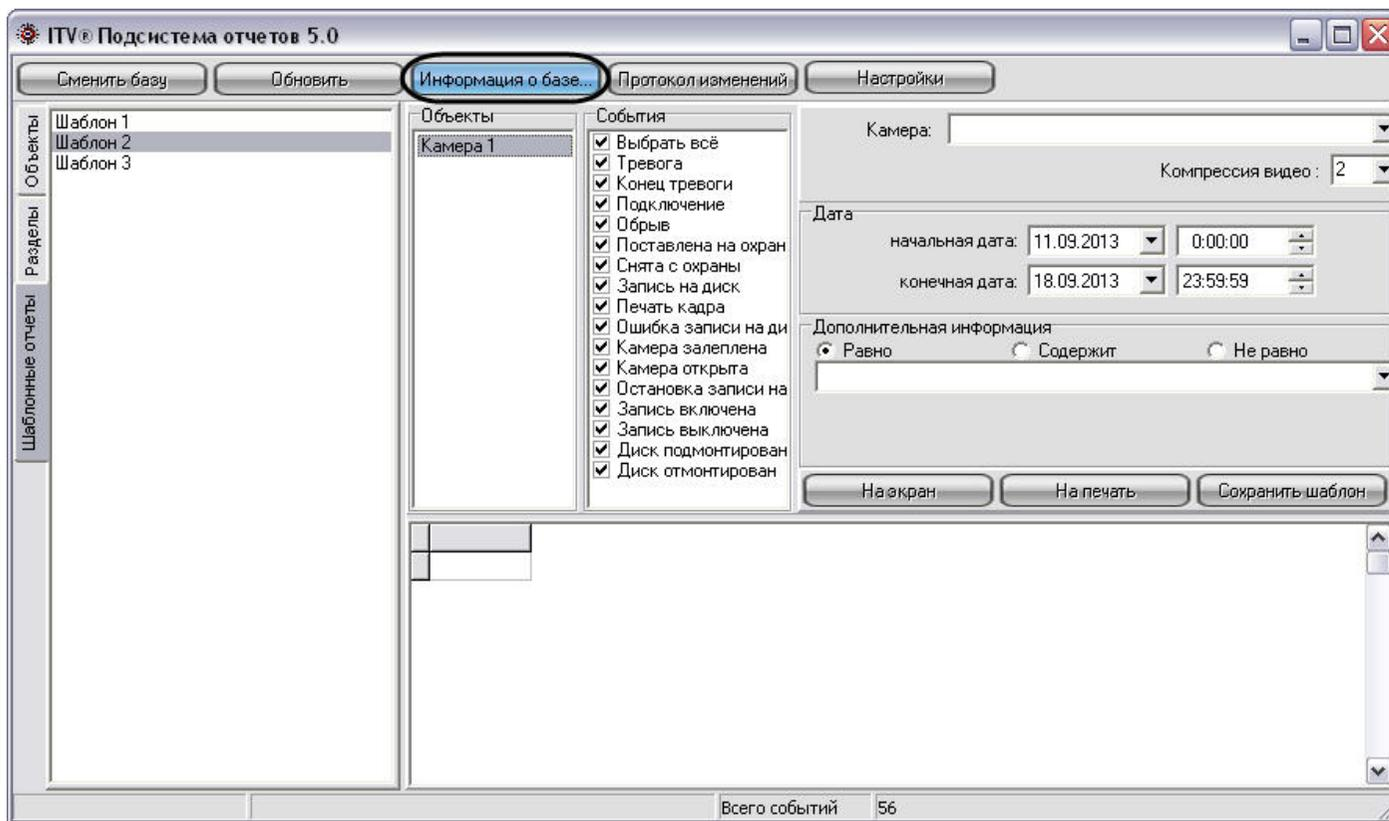 ITV® Подсистема отчетов 5.0
Сменить базу
Обновить
Информация о базе...
Протокол изменений
Настройки
Объекты
Разделы
Шаблонные отчеты
Шаблон 1
Шаблон 2
Шаблон 3
Объекты
Камера 1
События
Выбрать всё
Тревога
Конец тревоги
Подключение
Обрыв
Поставлена на охран
Снята с охраны
Запись на диск
Печать кадра
Ошибка записи на ди
Камера залеплена
Камера открыта
Остановка записи на
Запись включена
Запись выключена
Диск подмонтирован
Диск отмонтирован
Камера:
Компрессия видео : 2
Дата
начальная дата: 11.09.2013 0:00:00
конечная дата: 18.09.2013 23:59:59
Дополнительная информация
Равно Содержит Не равно
На экран На печать Сохранить шаблон
Всего событий 56